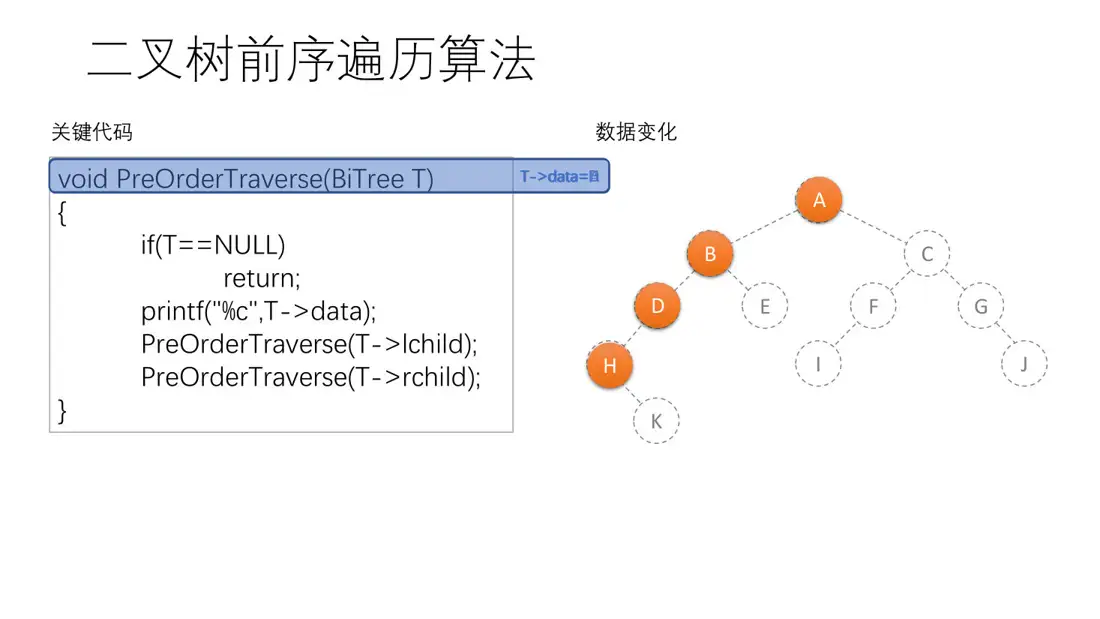 二叉树前序遍历算法
关键代码
数据变化
void PreOrderTraverse(BiTree T)
T->data=
{
if(T==NULL)
return;
printf("%c",T->data);
PreOrderTraverse(T->lchild);
PreOrderTraverse(T->rchild);
}
A
B
C
D
E
F
G
H
I
J
K